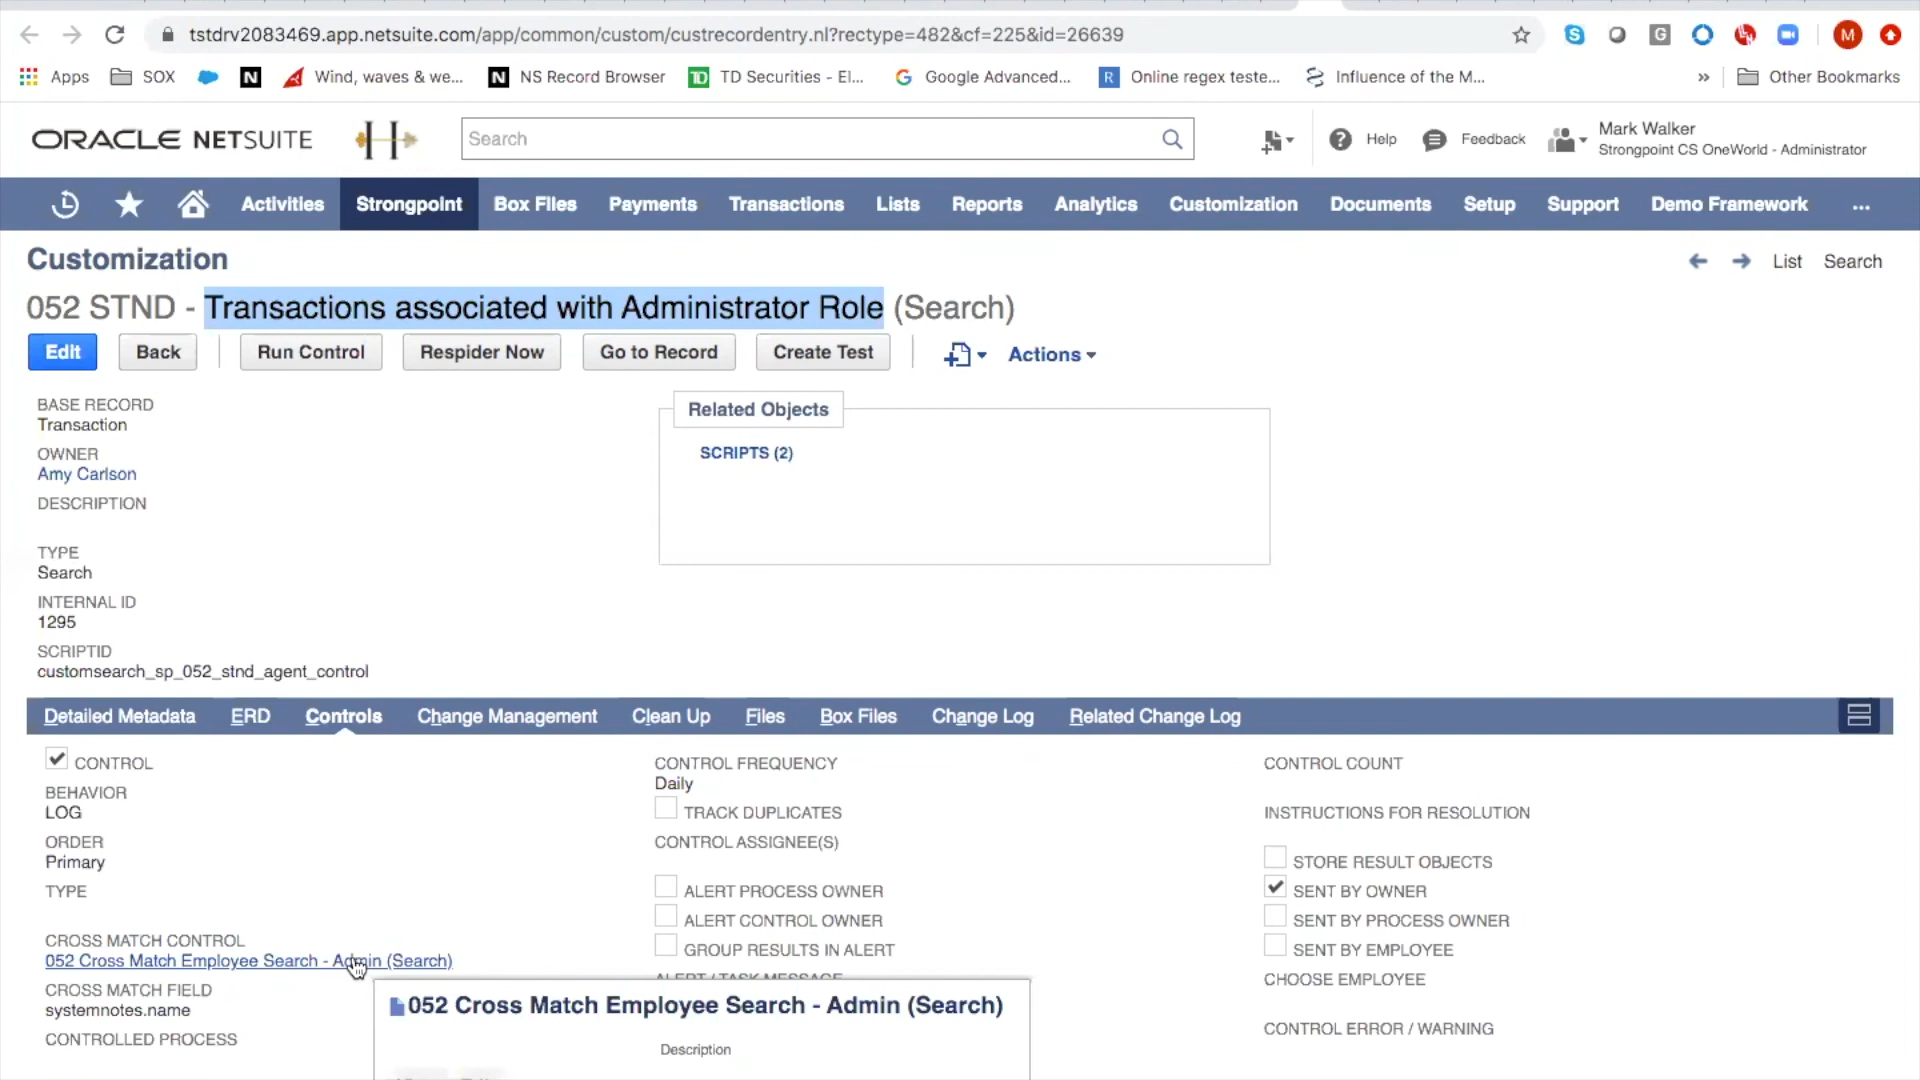 tstdrv2083469.app.netsuite.com/app/common/custom/custrecordentry.nl?rectype=482&cf=225&id=26639
G
M
Apps
SOX
N
Wind, waves & we...
N
NS Record Browser
TD
TD Securities - El...
G
Google Advanced...
R
Online regex teste...
Influence of the M...
»
Other Bookmarks
ORACLE NETSUITE
Search
Help
Feedback
Mark Walker
Strongpoint CS OneWorld - Administrator
Activities
Strongpoint
Box FIles
Payments
Transactions
Lists
Reports
Analytics
Customization
Documents
Setup
Support
Demo Framework
...
Customization
List
Search
052 STND - Transactions associated with Administrator Role (Search)
Edit
Back
Run Control
Respider Now
Go to Record
Create Test
Actions
BASE RECORD
Transaction
OWNER
Amy Carlson
DESCRIPTION
TYPE
Search
INTERNAL ID
1295
SCRIPTID
customsearch_sp_052_stnd_agent_control
Related Objects
SCRIPTS (2)
Detailed Metadata
ERD
Controls
Change Management
Clean Up
Files
Box Files
Change Log
Related Change Log
CONTROL
BEHAVIOR
LOG
ORDER
Primary
TYPE
CROSS MATCH CONTROL
052 Cross Match Employee Search - Admin (Search)
CROSS MATCH FIELD
systemnotes.name
CONTROLLED PROCESS
CONTROL FREQUENCY
Daily
TRACK DUPLICATES
CONTROL ASSIGNEE(S)
ALERT PROCESS OWNER
ALERT CONTROL OWNER
GROUP RESULTS IN ALERT
ALERT / TASK MESSAGE
052 Cross Match Employee Search - Admin (Search)
Description
CONTROL COUNT
INSTRUCTIONS FOR RESOLUTION
STORE RESULT OBJECTS
SENT BY OWNER
SENT BY PROCESS OWNER
SENT BY EMPLOYEE
CHOOSE EMPLOYEE
CONTROL ERROR / WARNING